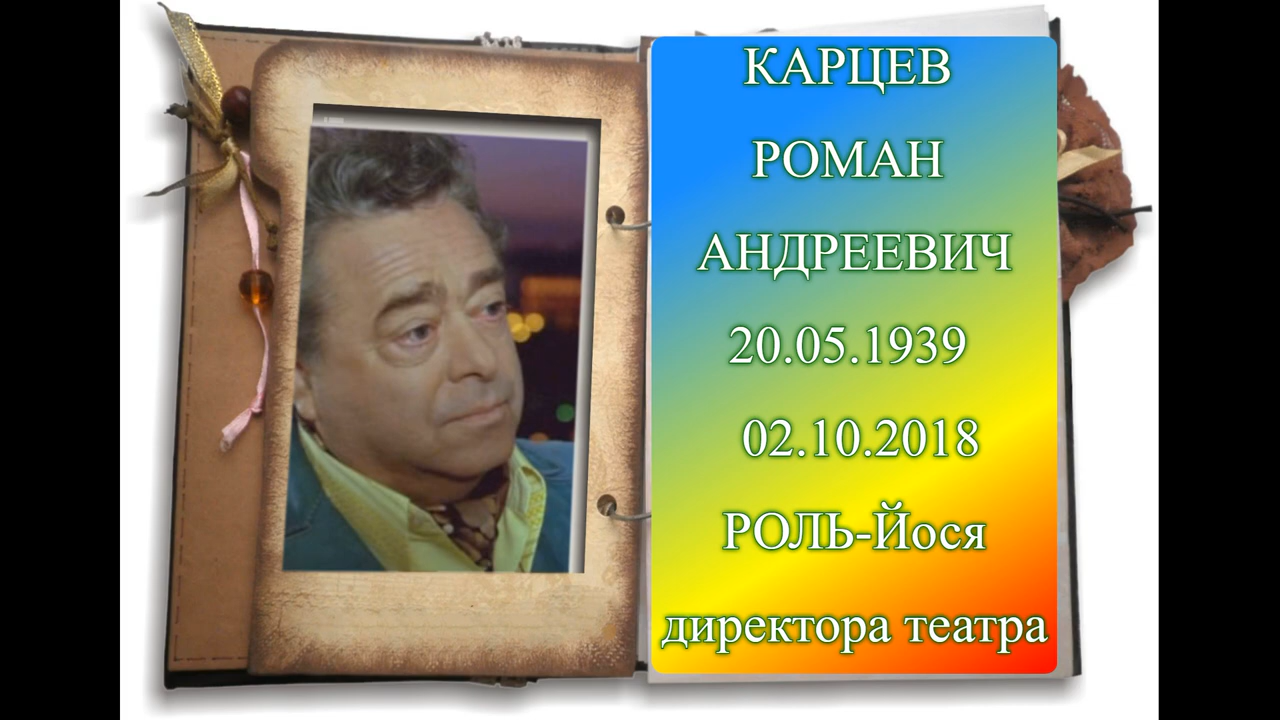 КАРЦЕВ
РОМАН
АНДРЕЕВИЧ
20.05.1939
02.10.2018
РОЛЬ-Йося
директора театра